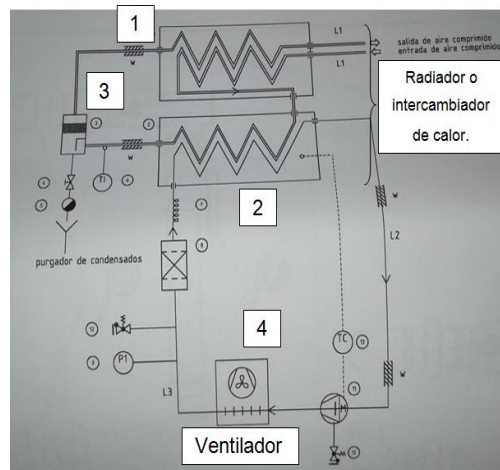 1
L1
salida de aire comprimido
entrada de aire comprimido
L1
w
Radiador o
intercambiador
de calor.
3
w
TI
2
w
L2
purgador de condensados
4
TC
PI
L3
w
M
Ventilador